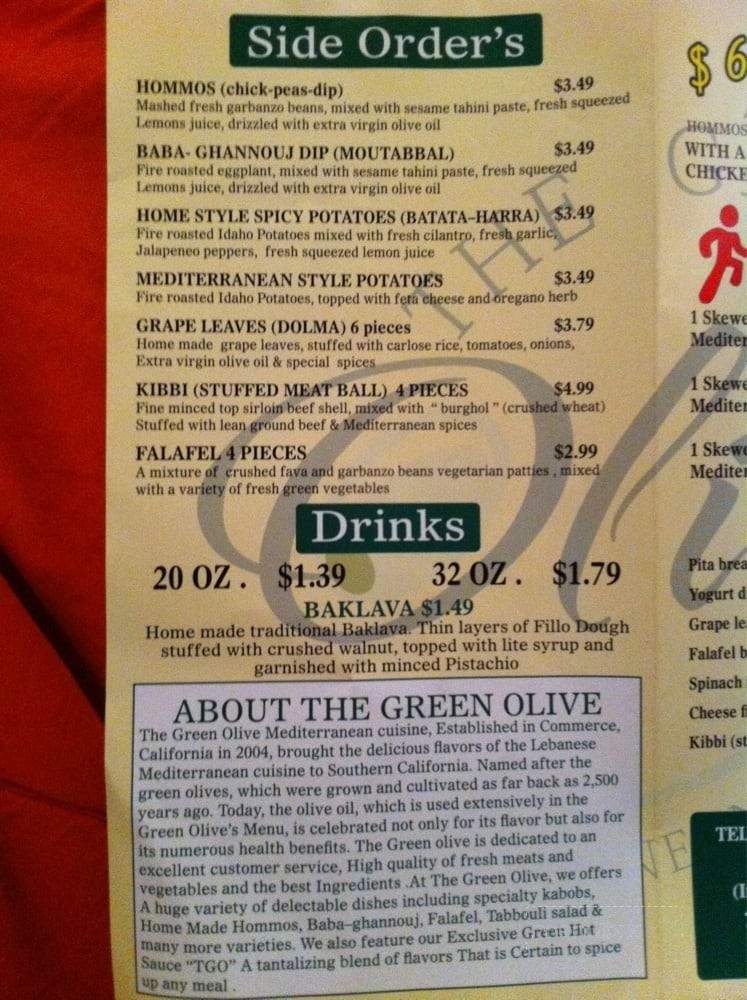 Side Order's
HOMMOS (chick-peas-dip) $3.49
Mashed fresh garbanzo beans, mixed with sesame tahini paste, fresh squeezed
Lemons juice, drizzled with extra virgin olive oil
BABA- GHANNOUJ DIP (MOUTABBAL) $3.49
Fire roasted eggplant, mixed with sesame tahini paste, fresh squeezed
Lemons juice, drizzled with extra virgin olive oil
HOME STYLE SPICY POTATOES (BATATA-HARRA) $3.49
Fire roasted Idaho Potatoes mixed with fresh cilantro, fresh garlic,
Jalapeneo peppers, fresh squeezed lemon juice
MEDITERRANEAN STYLE POTATOES $3.49
Fire roasted Idaho Potatoes, topped with feta cheese and oregano herb
GRAPE LEAVES (DOLMA) 6 pieces $3.79
Home made grape leaves, stuffed with carlose rice, tomatoes, onions,
Extra virgin olive oil & special spices
KIBBI (STUFFED MEAT BALL) 4 PIECES $4.99
Fine minced top sirloin beef shell, mixed with " burghol " (crushed wheat)
Stuffed with lean ground beef & Mediterranean spices
FALAFEL 4 PIECES $2.99
A mixture of crushed fava and garbanzo beans vegetarian patties , mixed
with a variety of fresh green vegetables
Drinks
20 OZ . $1.39 32 OZ . $1.79
BAKLAVA $1.49
Home made traditional Baklava. Thin layers of Fillo Dough
stuffed with crushed walnut, topped with lite syrup and
garnished with minced Pistachio
ABOUT THE GREEN OLIVE
The Green Olive Mediterranean cuisine, Established in Commerce,
California in 2004, brought the delicious flavors of the Lebanese
Mediterranean cuisine to Southern California. Named after the
green olives, which were grown and cultivated as far back as 2,500
years ago. Today, the olive oil, which is used extensively in the
Green Olive's Menu, is celebrated not only for its flavor but also for
its numerous health benefits. The Green olive is dedicated to an
excellent customer service, High quality of fresh meats and
vegetables and the best Ingredients .At The Green Olive, we offers
A huge variety of delectable dishes including specialty kabobs,
Home Made Hommos, Baba-ghannouj, Falafel, Tabbouli salad &
many more varieties. We also feature our Exclusive Green Hot
Sauce "TGO" A tantalizing blend of flavors That is Certain to spice
up any meal .
THE
$ 6
HOMMOS
WITH A
CHICKE
1 Skewe
Mediter
1 Skewe
Mediter
1 Skewe
Mediter
Pita brea
Yogurt d
Grape le
Falafel b
Spinach
Cheese f
Kibbi (st
TEL